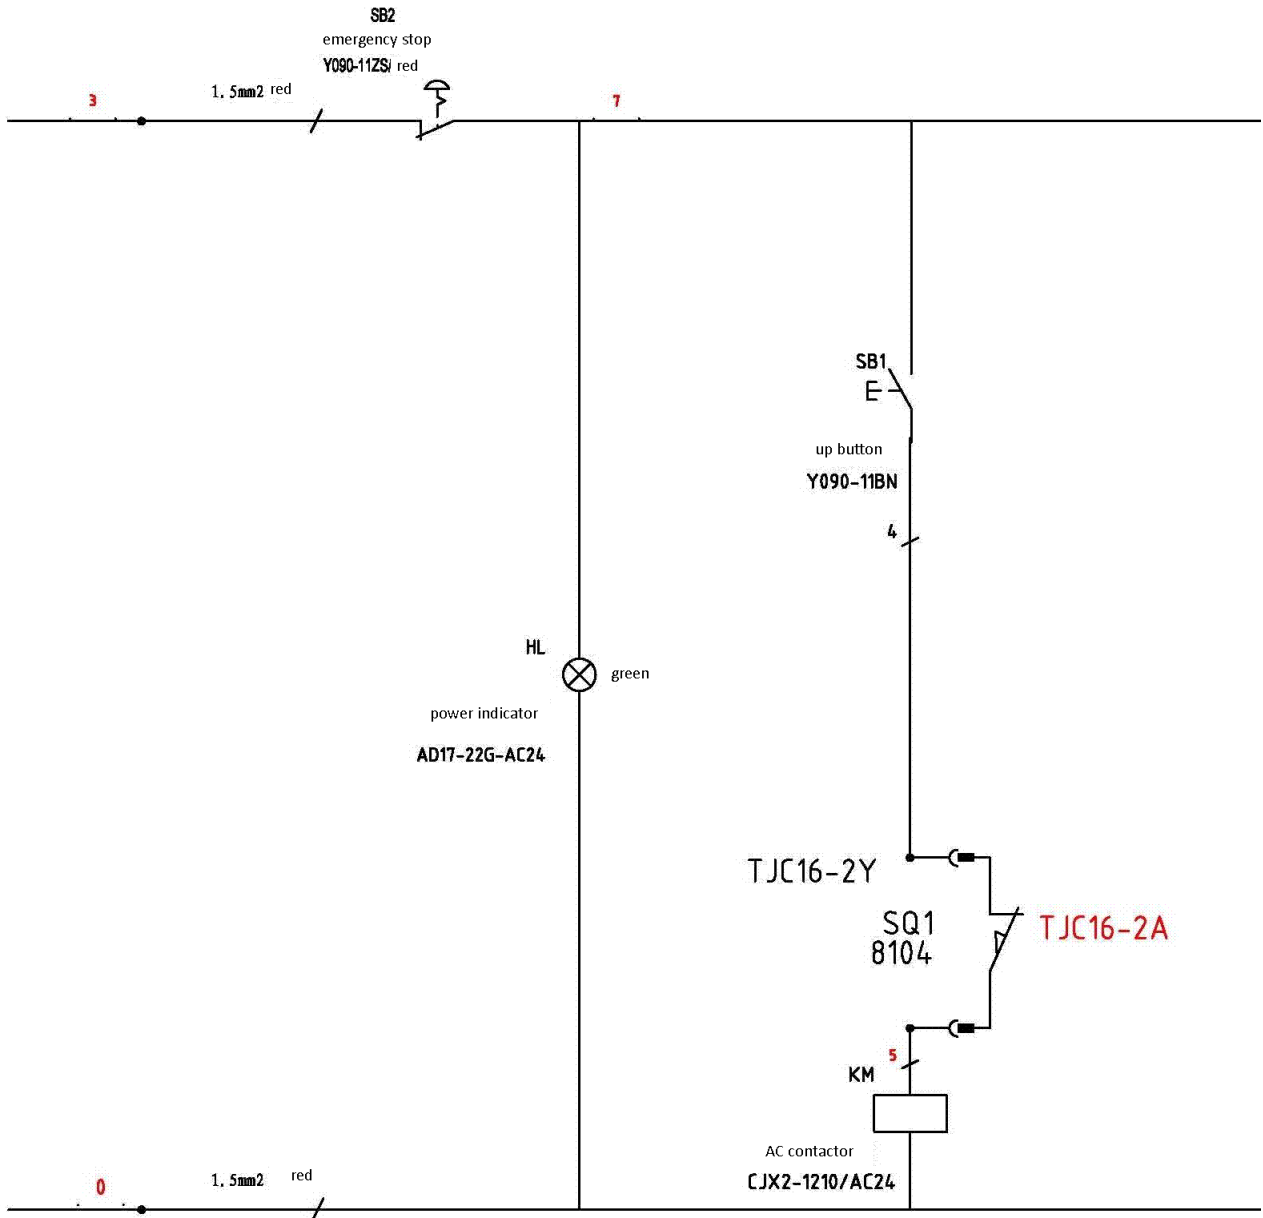 SB2
emergency stop
Y090-11ZS/ red
3
1.5mm2 red
7
SB1
up button
Y090-11BN
4
HL
green
power indicator
AD17-22G-AC24
TJC16-2Y
SQ1
8104
TJC16-2A
5
KM
AC contactor
CJX2-1210/AC24
0
1.5mm2 red